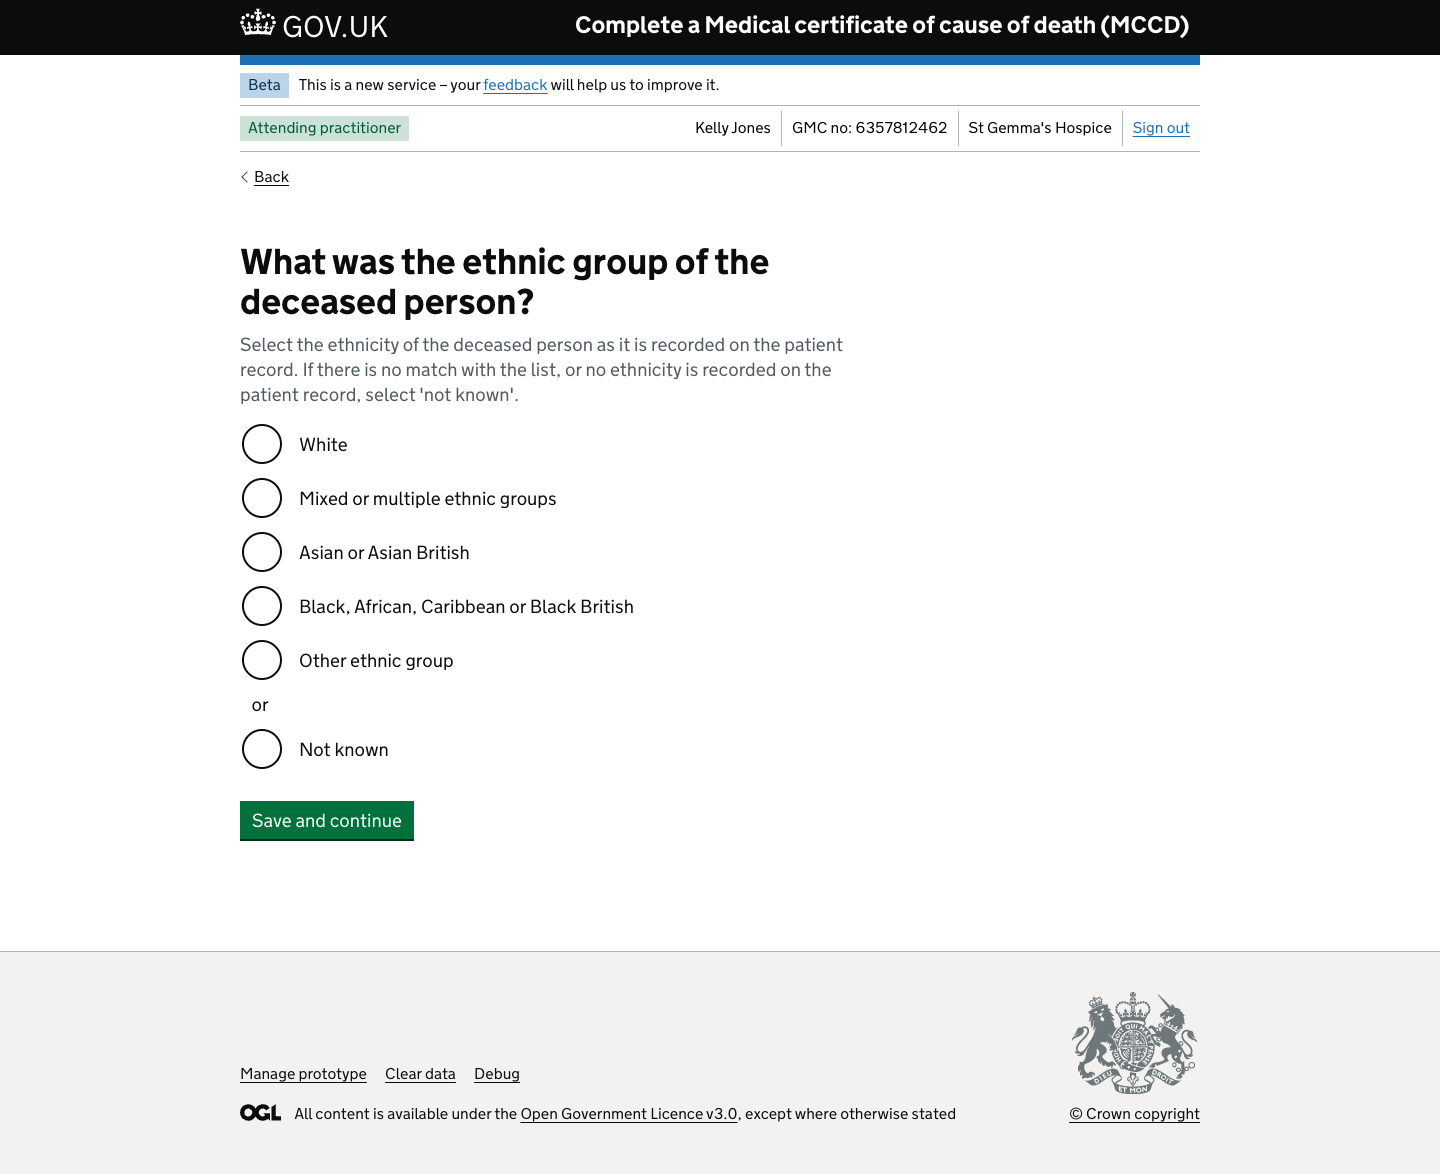 GOV.UK
Complete a Medical certificate of cause of death (MCCD)
Beta This is a new service – your feedback will help us to improve it.
Attending practitioner Kelly Jones GMC no: 6357812462 St Gemma's Hospice Sign out
Back
What was the ethnic group of the
deceased person?
Select the ethnicity of the deceased person as it is recorded on the patient
record. If there is no match with the list, or no ethnicity is recorded on the
patient record, select 'not known'.
White
Mixed or multiple ethnic groups
Asian or Asian British
Black, African, Caribbean or Black British
Other ethnic group
or
Not known
Save and continue
Manage prototype Clear data Debug
DIEU ET MON DROIT
OGL All content is available under the Open Government Licence v3.0, except where otherwise stated
© Crown copyright